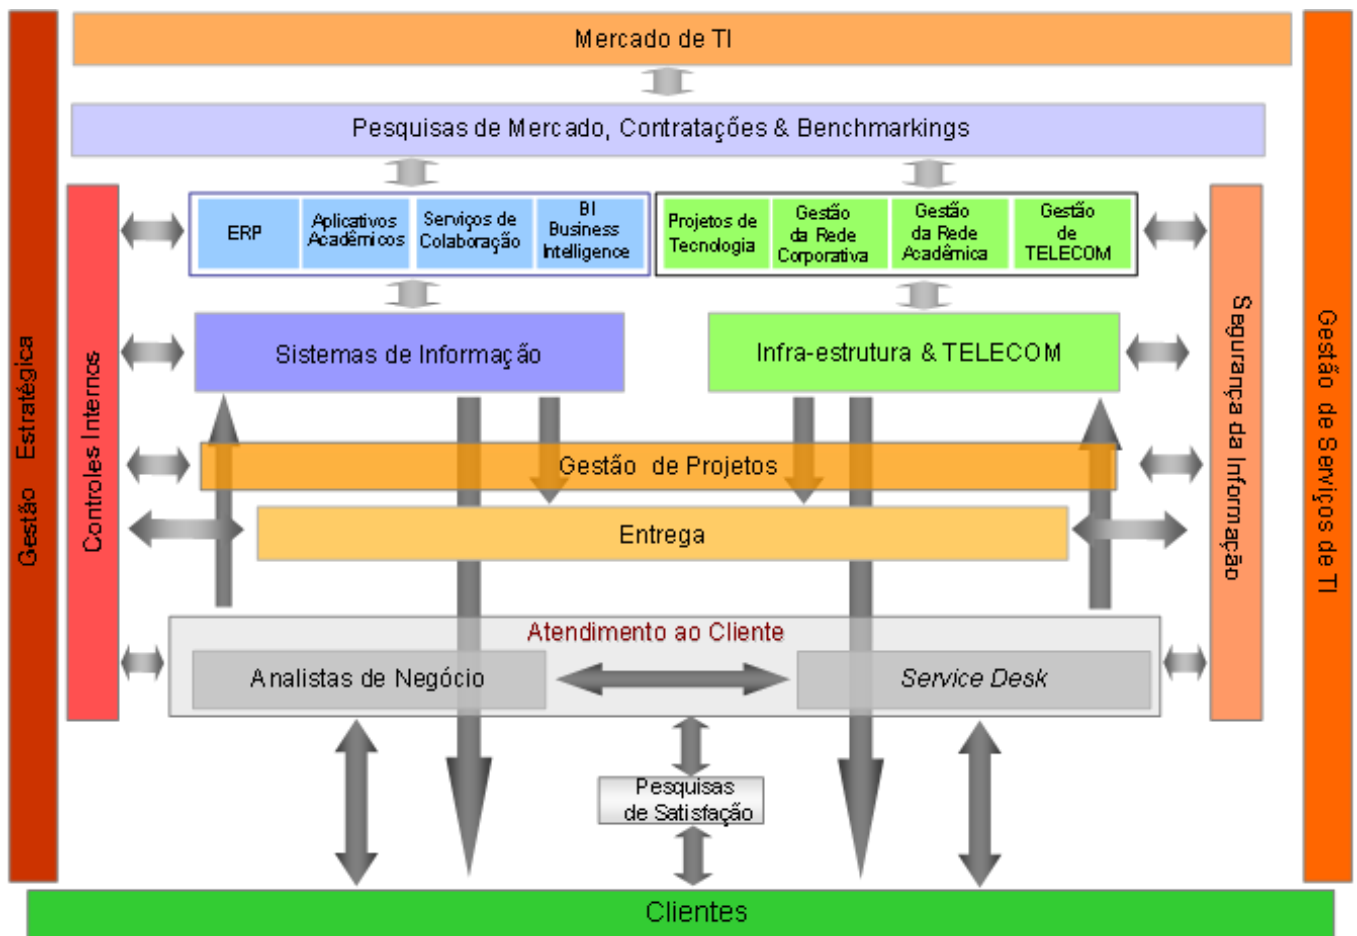 Mercado de TI
Pesquisas de Mercado, Contratações & Benchmarkings
ERP
Aplicativos
Acadêmicos
Serviços de
Colaboração
BI
Business
Intelligence
Projetos de
Tecnologia
Gestão
da Rede
Corporativa
Gestão
da Rede
Acadêmica
Gestão
de
TELECOM
Sistemas de Informação
Infra-estrutura & TELECOM
Gestão Estratégica
Controles Internos
Segurança da Informação
Gestão de Serviços de TI
Gestão de Projetos
Entrega
Atendimento ao Cliente
Analistas de Negócio
Service Desk
Pesquisas
de Satisfação
Clientes